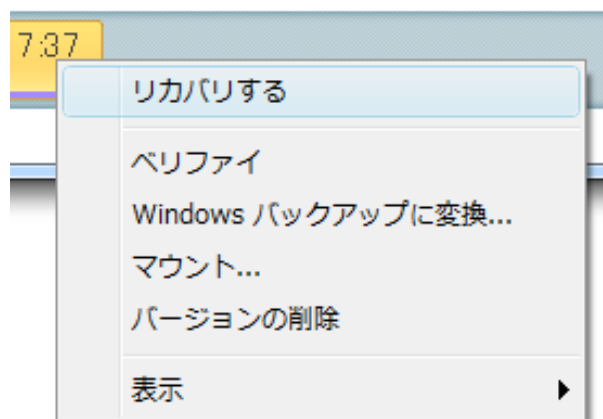 7:37
リカバリする
ベリファイ
Windows バックアップに変換...
マウント...
バージョンの削除
表示